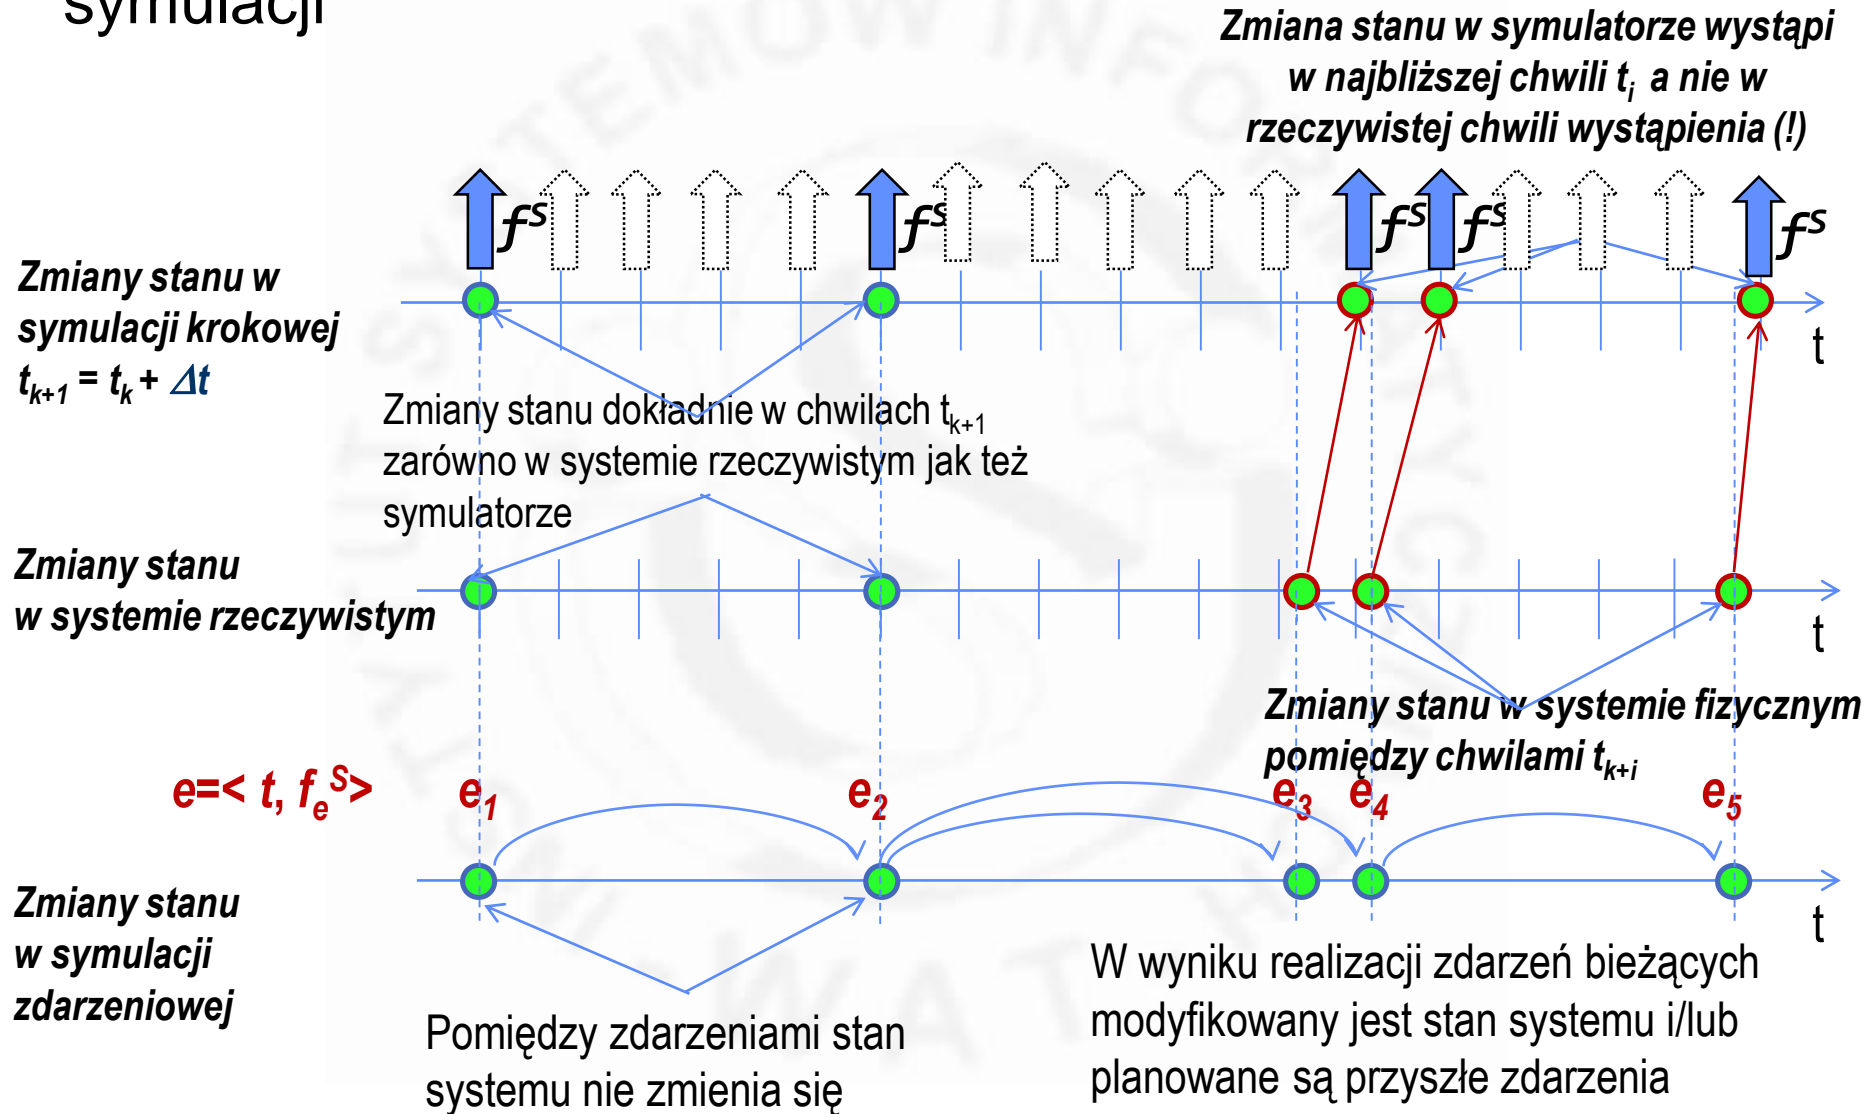 symulacji
Zmiana stanu w symulatorze wystąpi
w najbliższej chwili t_i a nie w
rzeczywistej chwili wystąpienia (!)
f^S f^S f^S f^S f^S
Zmiany stanu w
symulacji krokowej
t_{k+1} = t_k + Δt
t
Zmiany stanu dokładnie w chwilach t_{k+1}
zarówno w systemie rzeczywistym jak też
symulatorze
Zmiany stanu
w systemie rzeczywistym
t
Zmiany stanu w systemie fizycznym
pomiędzy chwilami t_{k+i}
e=< t, f_e^S>
e_1 e_2 e_3 e_4 e_5
Zmiany stanu
w symulacji
zdarzeniowej
t
Pomiędzy zdarzeniami stan
systemu nie zmienia się
W wyniku realizacji zdarzeń bieżących
modyfikowany jest stan systemu i/lub
planowane są przyszłe zdarzenia